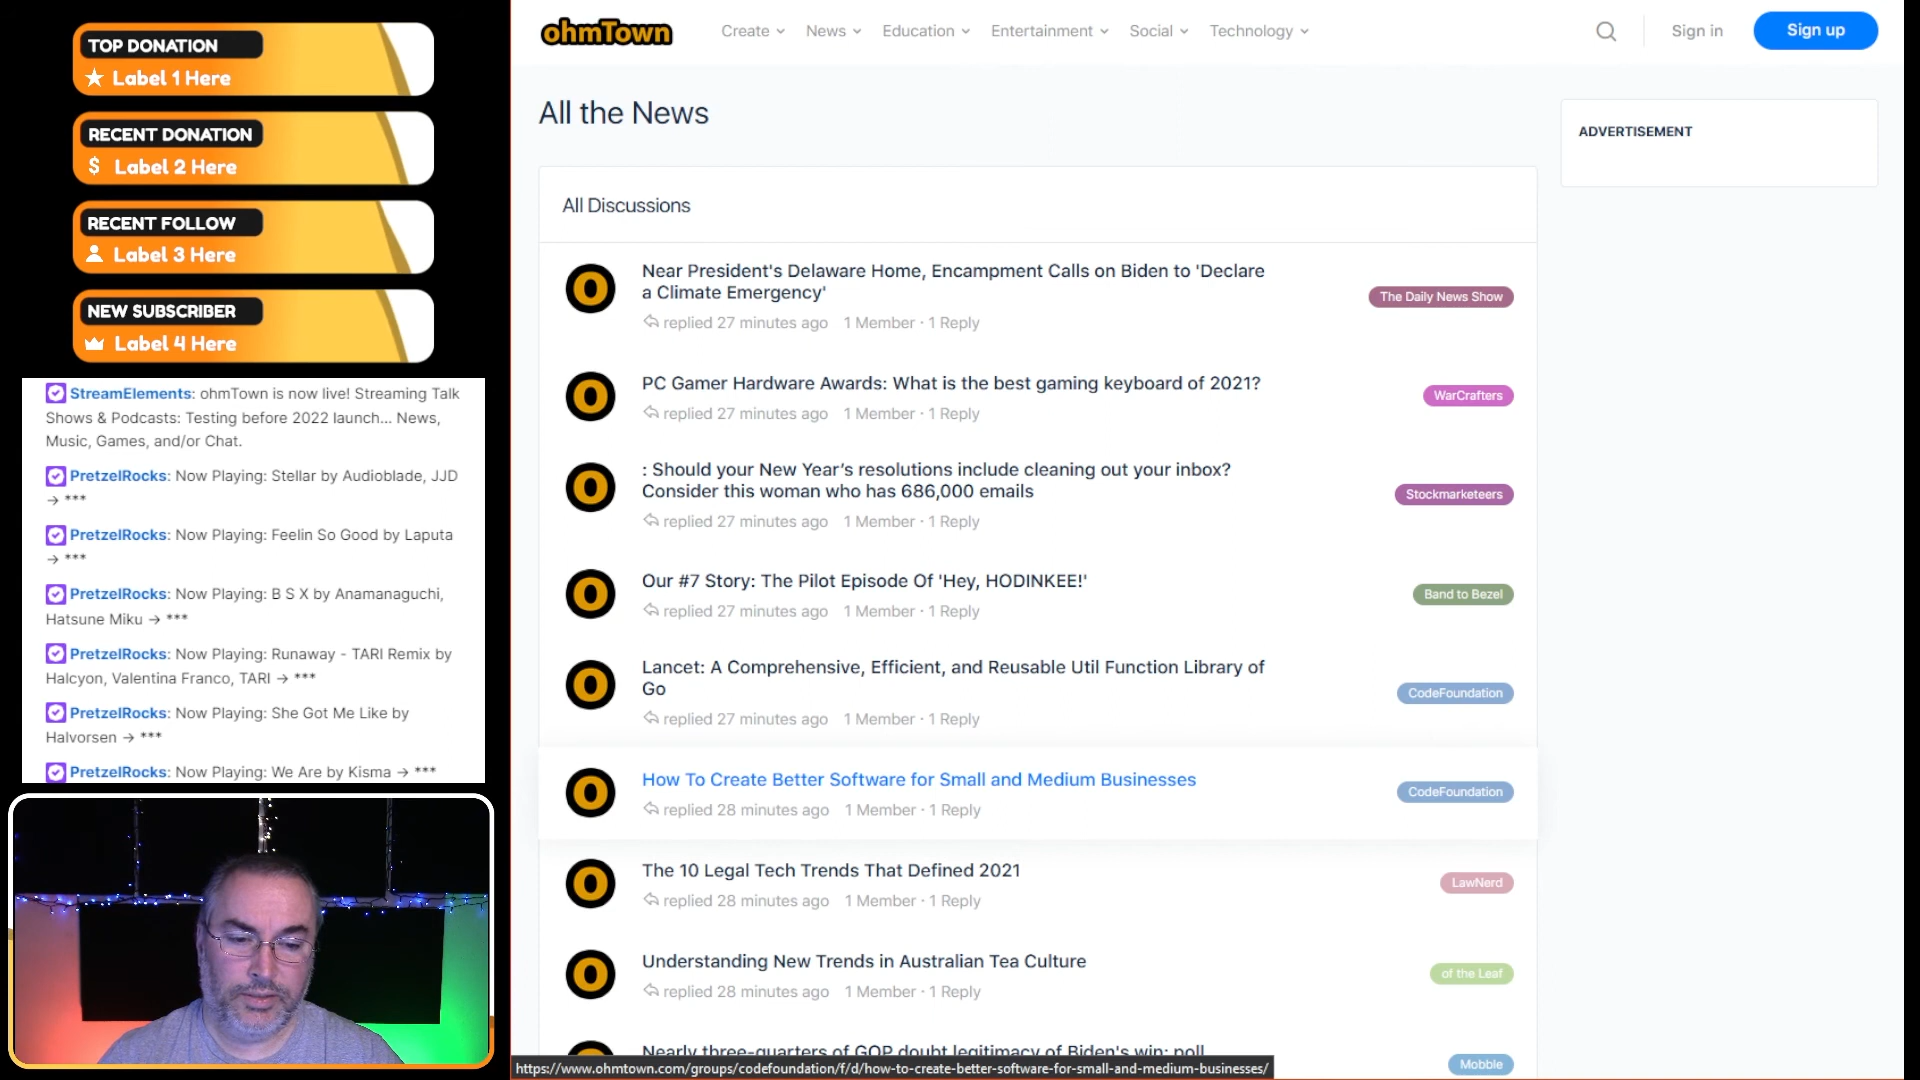 TOP DONATION
Label 1 Here
RECENT DONATION
$ Label 2 Here
RECENT FOLLOW
Label 3 Here
NEW SUBSCRIBER
Label 4 Here
StreamElements: ohmTown is now live! Streaming Talk
Shows & Podcasts: Testing before 2022 launch... News,
Music, Games, and/or Chat.
PretzelRocks: Now Playing: Stellar by Audioblade, JJD
→ ***
PretzelRocks: Now Playing: Feelin So Good by Laputa
→ ***
PretzelRocks: Now Playing: B S X by Anamanaguchi,
Hatsune Miku → ***
PretzelRocks: Now Playing: Runaway - TARI Remix by
Halcyon, Valentina Franco, TARI → ***
PretzelRocks: Now Playing: She Got Me Like by
Halvorsen → ***
PretzelRocks: Now Playing: We Are by Kisma → ***
ohmTown
Create News Education Entertainment Social Technology
Sign in
Sign up
All the News
ADVERTISEMENT
All Discussions
Near President's Delaware Home, Encampment Calls on Biden to 'Declare
a Climate Emergency'
replied 27 minutes ago 1 Member · 1 Reply
The Daily News Show
PC Gamer Hardware Awards: What is the best gaming keyboard of 2021?
replied 27 minutes ago 1 Member · 1 Reply
WarCrafters
: Should your New Year’s resolutions include cleaning out your inbox?
Consider this woman who has 686,000 emails
replied 27 minutes ago 1 Member · 1 Reply
Stockmarketeers
Our #7 Story: The Pilot Episode Of 'Hey, HODINKEE!'
replied 27 minutes ago 1 Member · 1 Reply
Band to Bezel
Lancet: A Comprehensive, Efficient, and Reusable Util Function Library of
Go
replied 27 minutes ago 1 Member · 1 Reply
CodeFoundation
How To Create Better Software for Small and Medium Businesses
replied 28 minutes ago 1 Member · 1 Reply
CodeFoundation
The 10 Legal Tech Trends That Defined 2021
replied 28 minutes ago 1 Member · 1 Reply
LawNerd
Understanding New Trends in Australian Tea Culture
replied 28 minutes ago 1 Member · 1 Reply
of the Leaf
Nearly three-quarters of GOP doubt legitimacy of Biden's win: poll
Mobble
https://www.ohmtown.com/groups/codefoundation/f/d/how-to-create-better-software-for-small-and-medium-businesses/